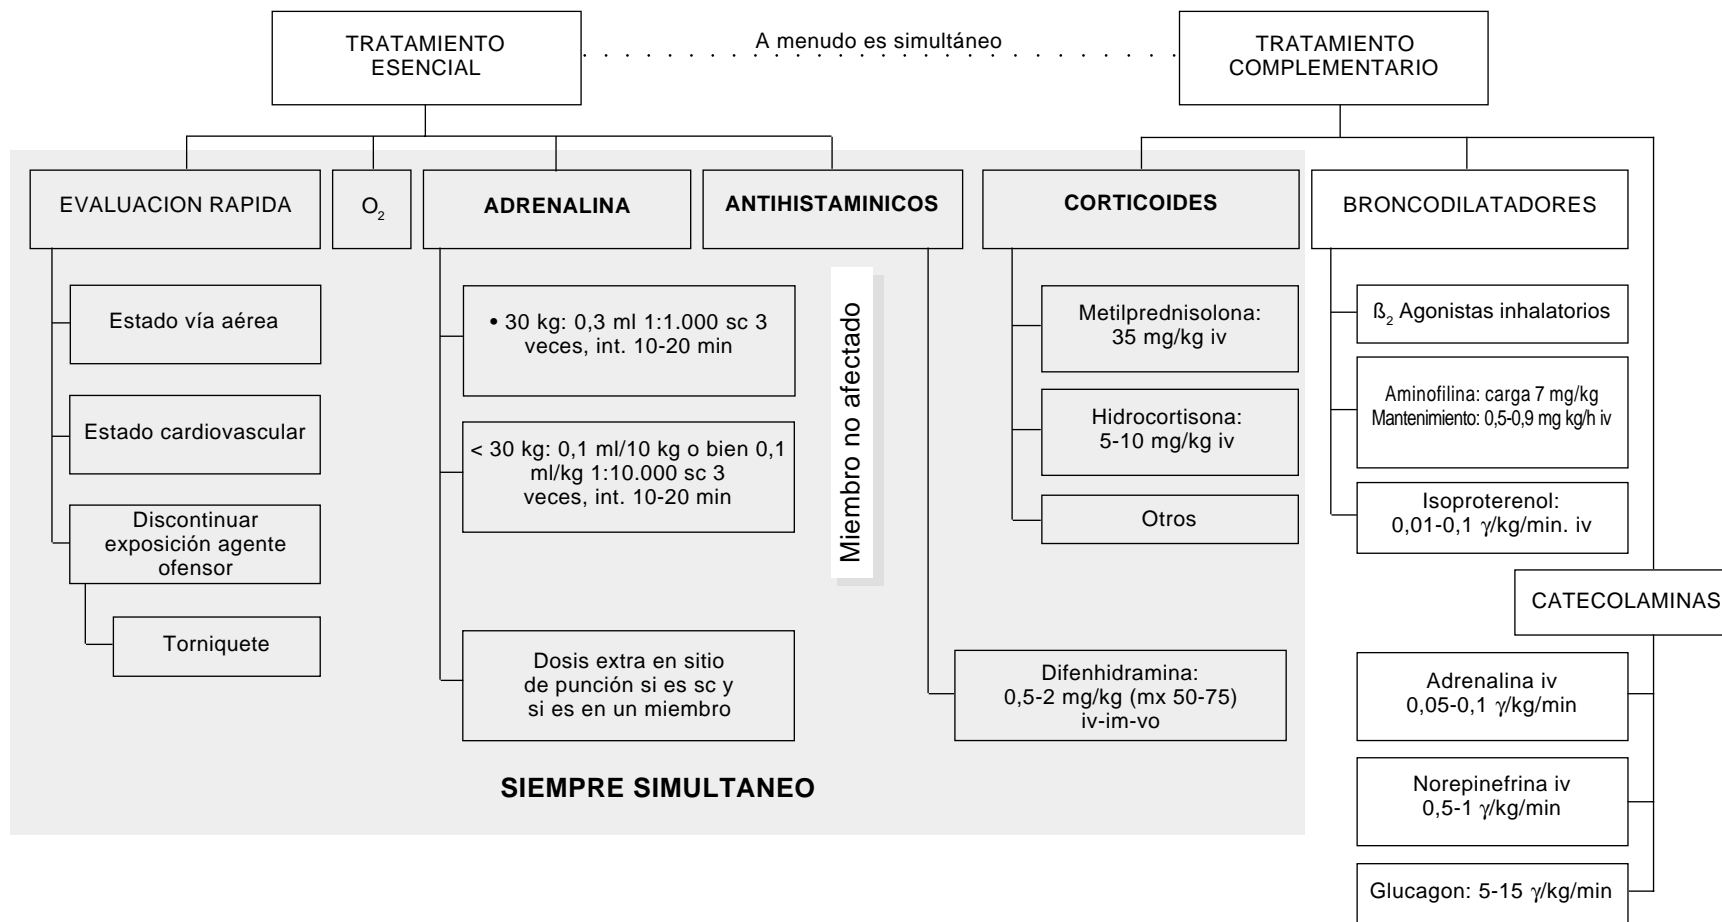 TRATAMIENTO
ESENCIAL
A menudo es simultáneo
TRATAMIENTO
COMPLEMENTARIO
EVALUACION RAPIDA
O₂
ADRENALINA
ANTIHISTAMINICOS
CORTICOIDES
BRONCODILATADORES
Estado vía aérea
Estado cardiovascular
Discontinuar
exposición agente
ofensor
Torniquete
• 30 kg: 0,3 ml 1:1.000 sc 3
veces, int. 10-20 min
< 30 kg: 0,1 ml/10 kg o bien 0,1
ml/kg 1:10.000 sc 3
veces, int. 10-20 min
Dosis extra en sitio
de punción si es sc y
si es en un miembro
Miembro no afectado
Difenhidramina:
0,5-2 mg/kg (mx 50-75)
iv-im-vo
Metilprednisolona:
35 mg/kg iv
Hidrocortisona:
5-10 mg/kg iv
Otros
ß₂ Agonistas inhalatorios
Aminofilina: carga 7 mg/kg
Mantenimiento: 0,5-0,9 mg kg/h iv
Isoproterenol:
0,01-0,1 γ/kg/min. iv
CATECOLAMINAS
Adrenalina iv
0,05-0,1 γ/kg/min
Norepinefrina iv
0,5-1 γ/kg/min
Glucagon: 5-15 γ/kg/min
SIEMPRE SIMULTANEO